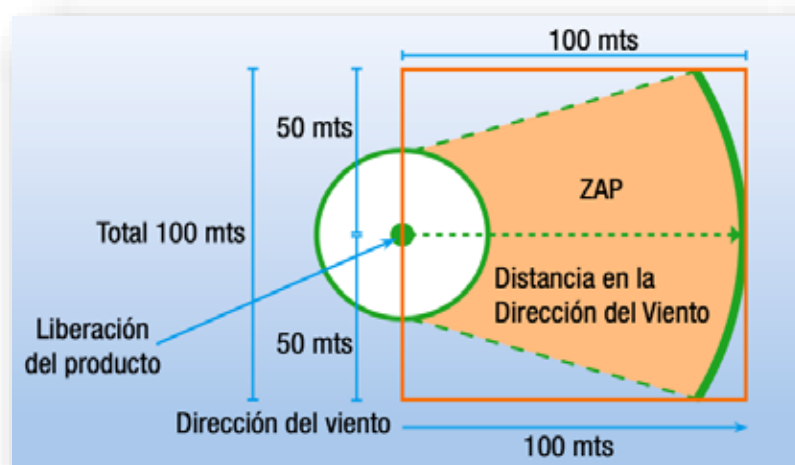 100 mts
50 mts
ZAP
Total 100 mts
Distancia en la
Dirección del Viento
Liberación
del producto
50 mts
Dirección del viento
100 mts